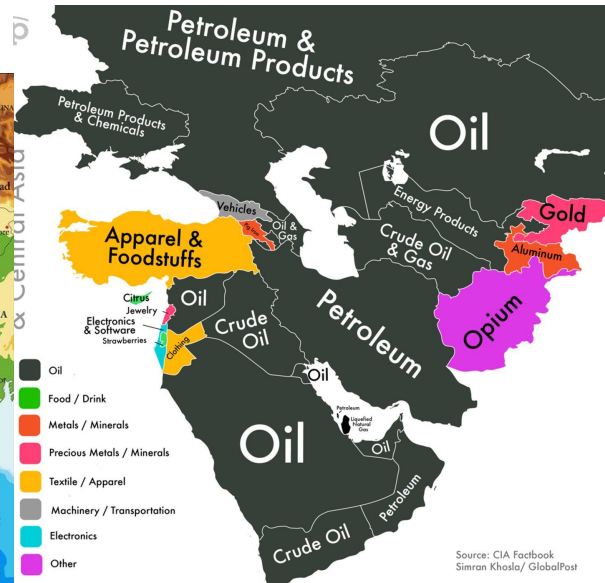 Petroleum &
Petroleum Products
Petroleum Products
& Chemicals
Oil
& Central Asia
Vehicles
Oil &
Gas
Energy Products
Gold
Crude Oil
& Gas
Aluminum
Apparel &
Foodstuffs
Citrus
Jewelry
Oil
Electronics
& Software
Strawberries
Clothing
Crude
Oil
Petroleum
Opium
Oil
Petroleum
Liquefied
Natural
Gas
Oil
Oil
Petroleum
Crude Oil
Oil
Food / Drink
Metals / Minerals
Precious Metals / Minerals
Textile / Apparel
Machinery / Transportation
Electronics
Other
Source: CIA Factbook
Simran Khosla/ GlobalPost